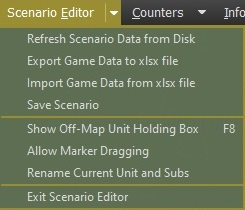 Scenario Editor Counters Info
Refresh Scenario Data from Disk
Export Game Data to xlsx file
Import Game Data from xlsx file
Save Scenario
Show Off-Map Unit Holding Box F8
Allow Marker Dragging
Rename Current Unit and Subs
Exit Scenario Editor